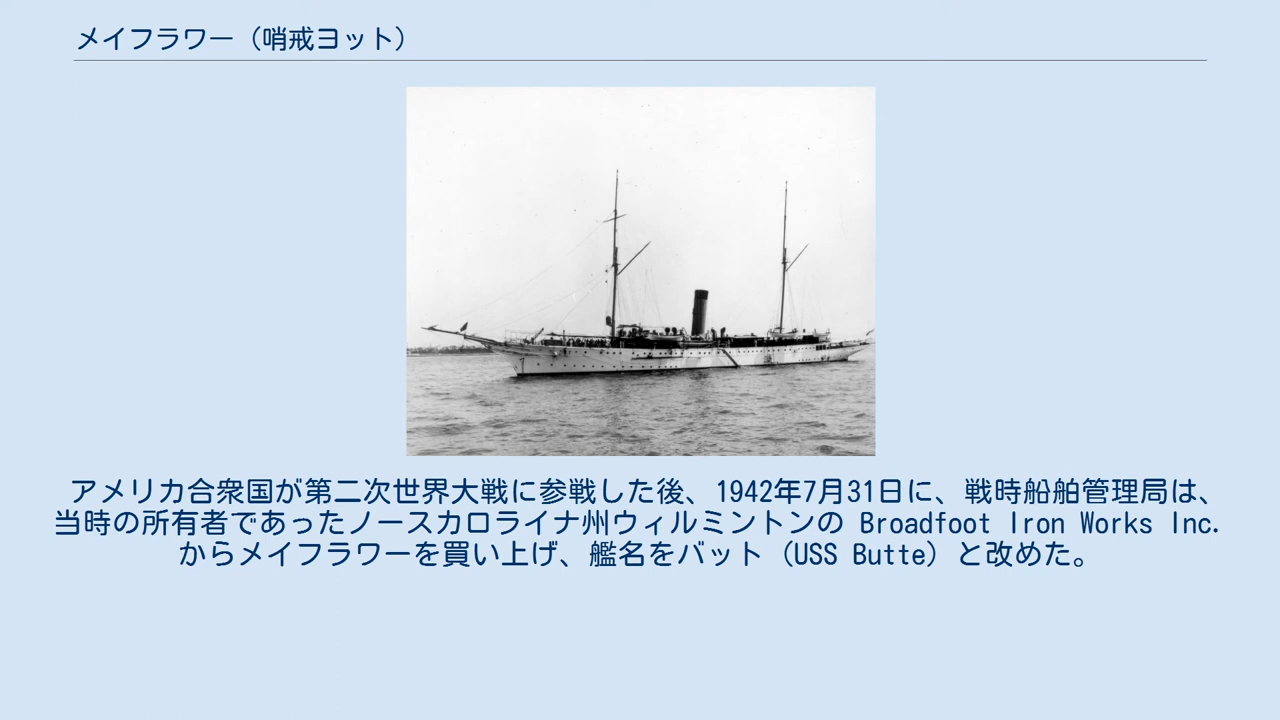 メイフラワー（哨戒ヨット）
アメリカ合衆国が第二次世界大戦に参戦した後、1942年7月31日に、戦時船舶管理局は、
当時の所有者であったノースカロライナ州ウィルミントンの Broadfoot Iron Works Inc.
からメイフラワーを買い上げ、艦名をバット（USS Butte）と改めた。